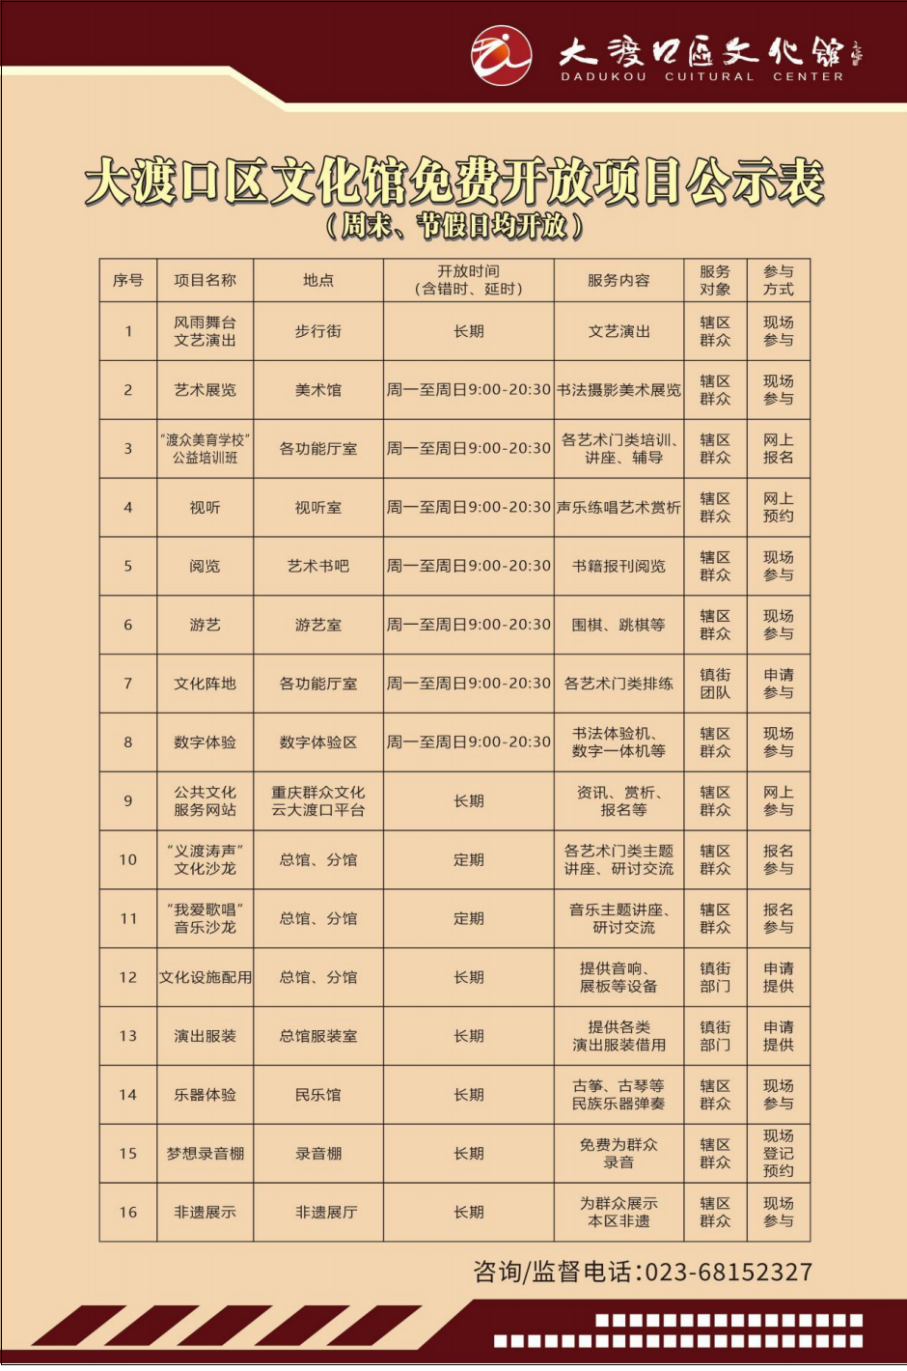 大渡口區文化館
DADUKOU CUITURAL CENTER
大渡口区文化馆免费开放项目公示表
（周末、节假日均开放）
序号 项目名称 地点 开放时间（含错时、延时） 服务内容 服务对象 参与方式
1 风雨舞台文艺演出 步行街 长期 文艺演出 辖区群众 现场参与
2 艺术展览 美术馆 周一至周日9:00-20:30 书法摄影美术展览 辖区群众 现场参与
3 “渡众美育学校”公益培训班 各功能厅室 周一至周日9:00-20:30 各艺术门类培训、讲座、辅导 辖区群众 网上报名
4 视听 视听室 周一至周日9:00-20:30 声乐练唱艺术赏析 辖区群众 网上预约
5 阅览 艺术书吧 周一至周日9:00-20:30 书籍报刊阅览 辖区群众 现场参与
6 游艺 游艺室 周一至周日9:00-20:30 围棋、跳棋等 辖区群众 现场参与
7 文化阵地 各功能厅室 周一至周日9:00-20:30 各艺术门类排练 镇街团队 申请参与
8 数字体验 数字体验区 周一至周日9:00-20:30 书法体验机、数字一体机等 辖区群众 现场参与
9 公共文化服务网站 重庆群众文化云大渡口平台 长期 资讯、赏析、报名等 辖区群众 网上参与
10 “义渡涛声”文化沙龙 总馆、分馆 定期 各艺术门类主题讲座、研讨交流 辖区群众 报名参与
11 “我爱歌唱”音乐沙龙 总馆、分馆 定期 音乐主题讲座、研讨交流 辖区群众 报名参与
12 文化设施配用 总馆、分馆 长期 提供音响、展板等设备 镇街部门 申请提供
13 演出服装 总馆服装室 长期 提供各类演出服装借用 镇街部门 申请提供
14 乐器体验 民乐馆 长期 古筝、古琴等民族乐器弹奏 辖区群众 现场参与
15 梦想录音棚 录音棚 长期 免费为群众录音 辖区群众 现场登记预约
16 非遗展示 非遗展厅 长期 为群众展示本区非遗 辖区群众 现场参与
咨询/监督电话：023-68152327